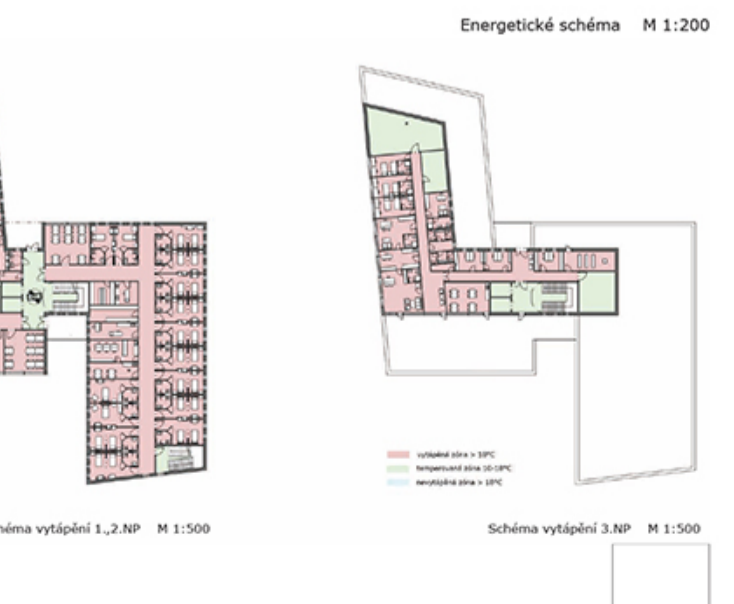 Energetické schéma M 1:200
vytápěná zóna > 18°C
temperovaná zóna 10-18°C
nevytápěná zóna > 10°C
héma vytápění 1.,2.NP M 1:500
Schéma vytápění 3.NP M 1:500